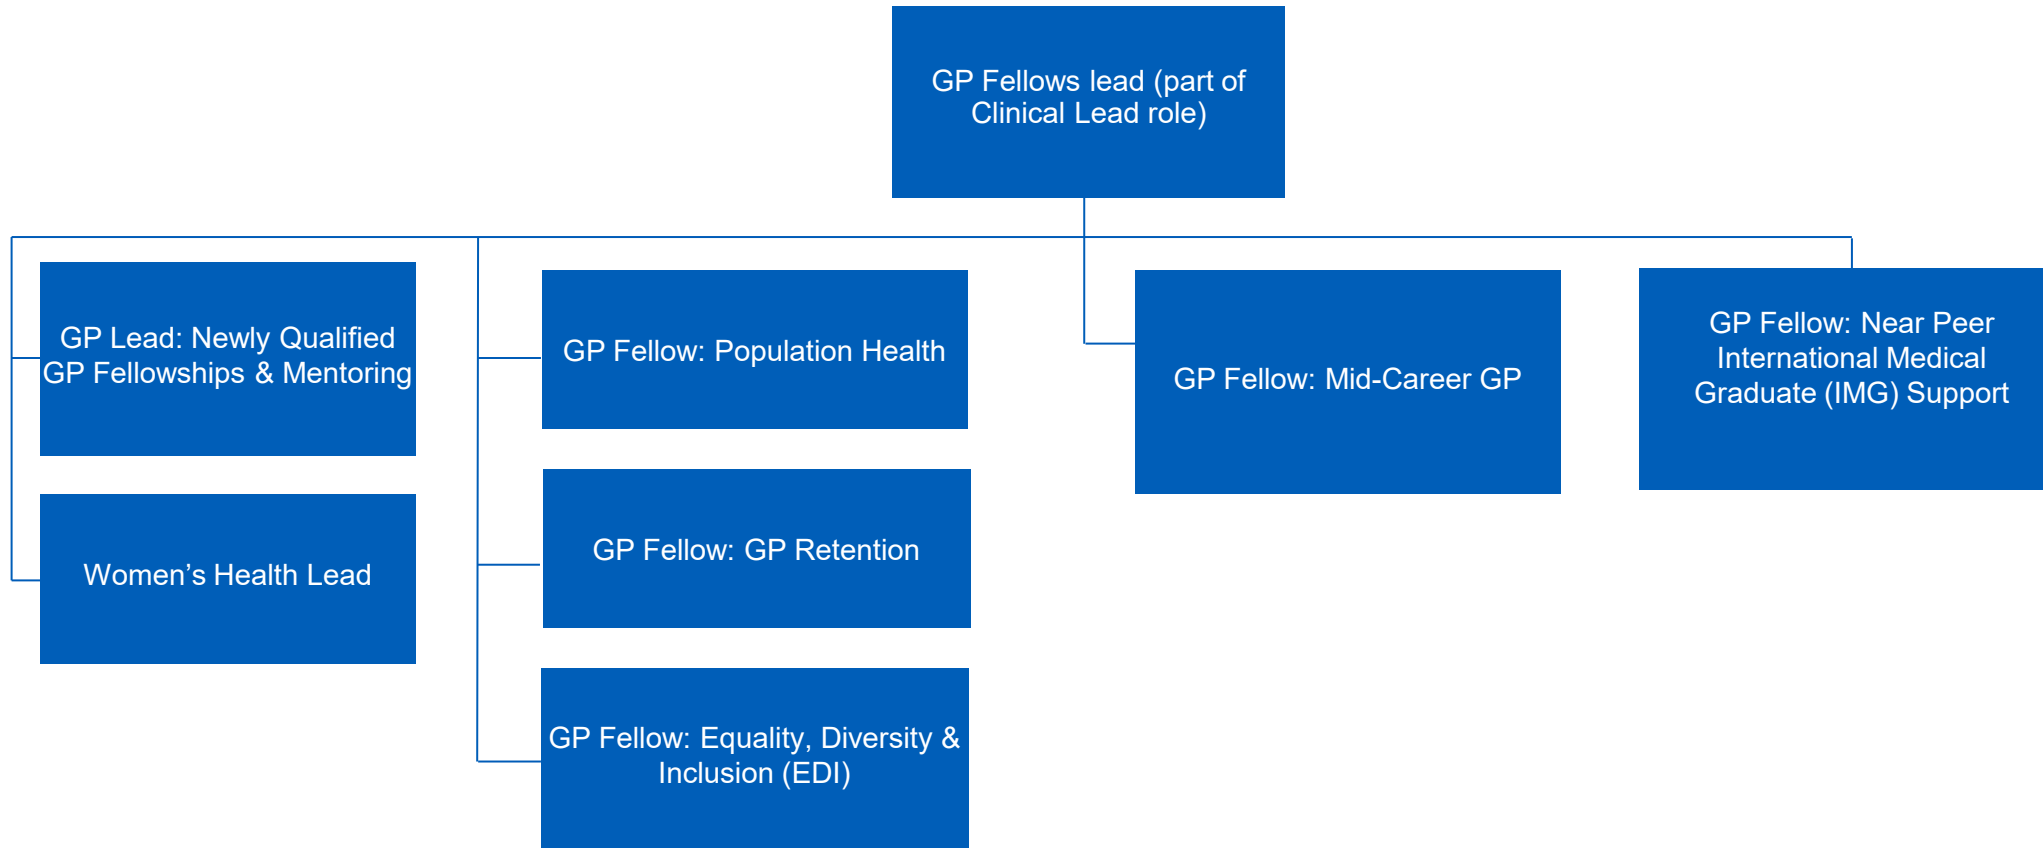 GP Fellows lead (part of
Clinical Lead role)
GP Lead: Newly Qualified
GP Fellowships & Mentoring
Women’s Health Lead
GP Fellow: Population Health
GP Fellow: GP Retention
GP Fellow: Equality, Diversity &
Inclusion (EDI)
GP Fellow: Mid-Career GP
GP Fellow: Near Peer
International Medical
Graduate (IMG) Support